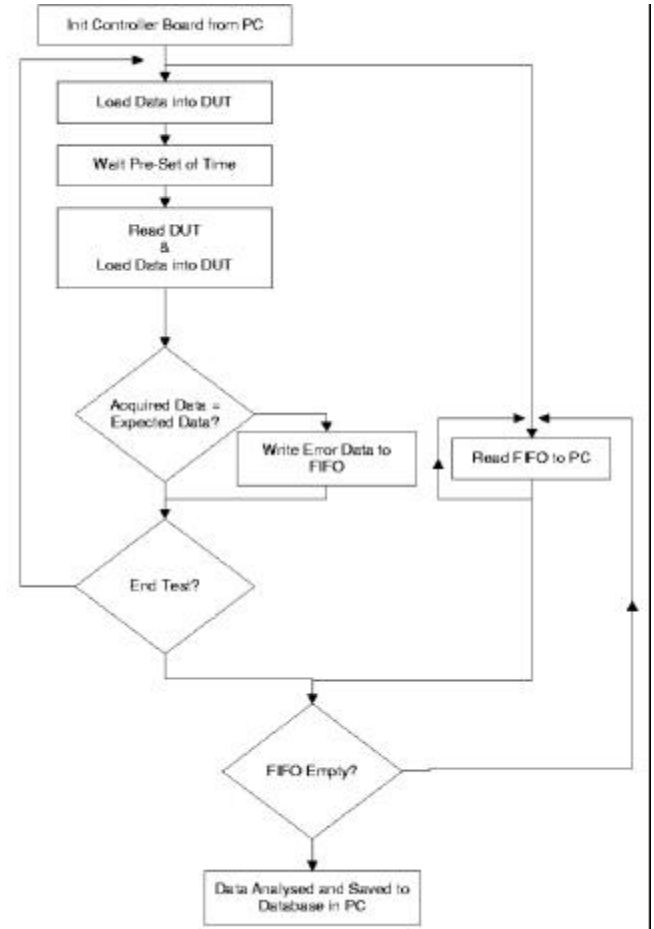 Init Controller Board from PC
Load Data into DUT
Wait Pre-Set of Time
Read DUT
&
Load Data into DUT
Acquired Data =
Expected Data?
Write Error Data to
FIFO
Read FIFO to PC
End Test?
FIFO Empty?
Data Analysed and Saved to
Database in PC